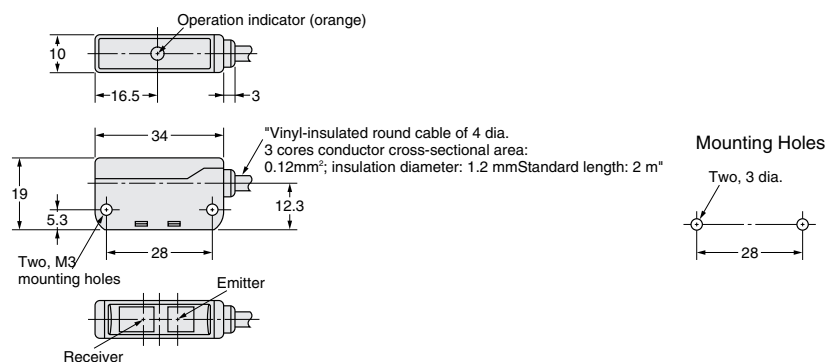 Operation indicator (orange)
10
16.5
3
34
"Vinyl-insulated round cable of 4 dia.
3 cores conductor cross-sectional area:
0.12mm²; insulation diameter: 1.2 mmStandard length: 2 m"
19
5.3
12.3
28
Two, M3
mounting holes
Emitter
Receiver
Mounting Holes
Two, 3 dia.
28